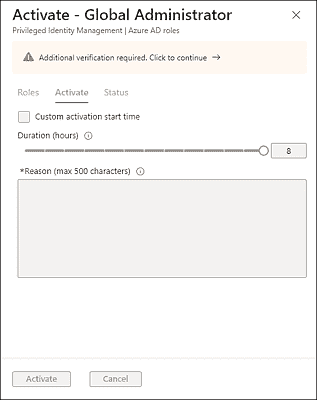 Activate - Global Administrator
Privileged Identity Management | Azure AD roles
Additional verification required. Click to continue →
Roles Activate Status
Custom activation start time
Duration (hours)
8
*Reason (max 500 characters)
Activate Cancel